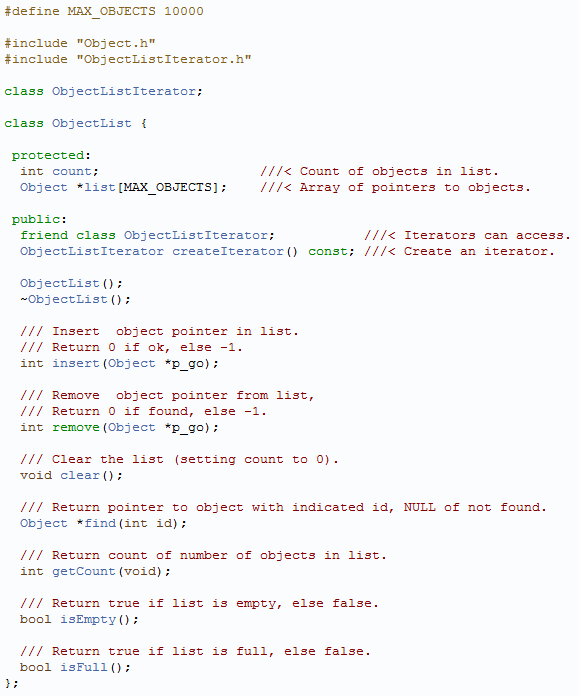 #define MAX_OBJECTS 10000
#include "Object.h"
#include "ObjectListIterator.h"
class ObjectListIterator;
class ObjectList {
protected:
int count; ///< Count of objects in list.
Object *list[MAX_OBJECTS]; ///< Array of pointers to objects.
public:
friend class ObjectListIterator; ///< Iterators can access.
ObjectListIterator createIterator() const; ///< Create an iterator.
ObjectList();
~ObjectList();
/// Insert  object pointer in list.
/// Return 0 if ok, else -1.
int insert(Object *p_go);
/// Remove  object pointer from list,
/// Return 0 if found, else -1.
int remove(Object *p_go);
/// Clear the list (setting count to 0).
void clear();
/// Return pointer to object with indicated id, NULL of not found.
Object *find(int id);
/// Return count of number of objects in list.
int getCount(void);
/// Return true if list is empty, else false.
bool isEmpty();
/// Return true if list is full, else false.
bool isFull();
};